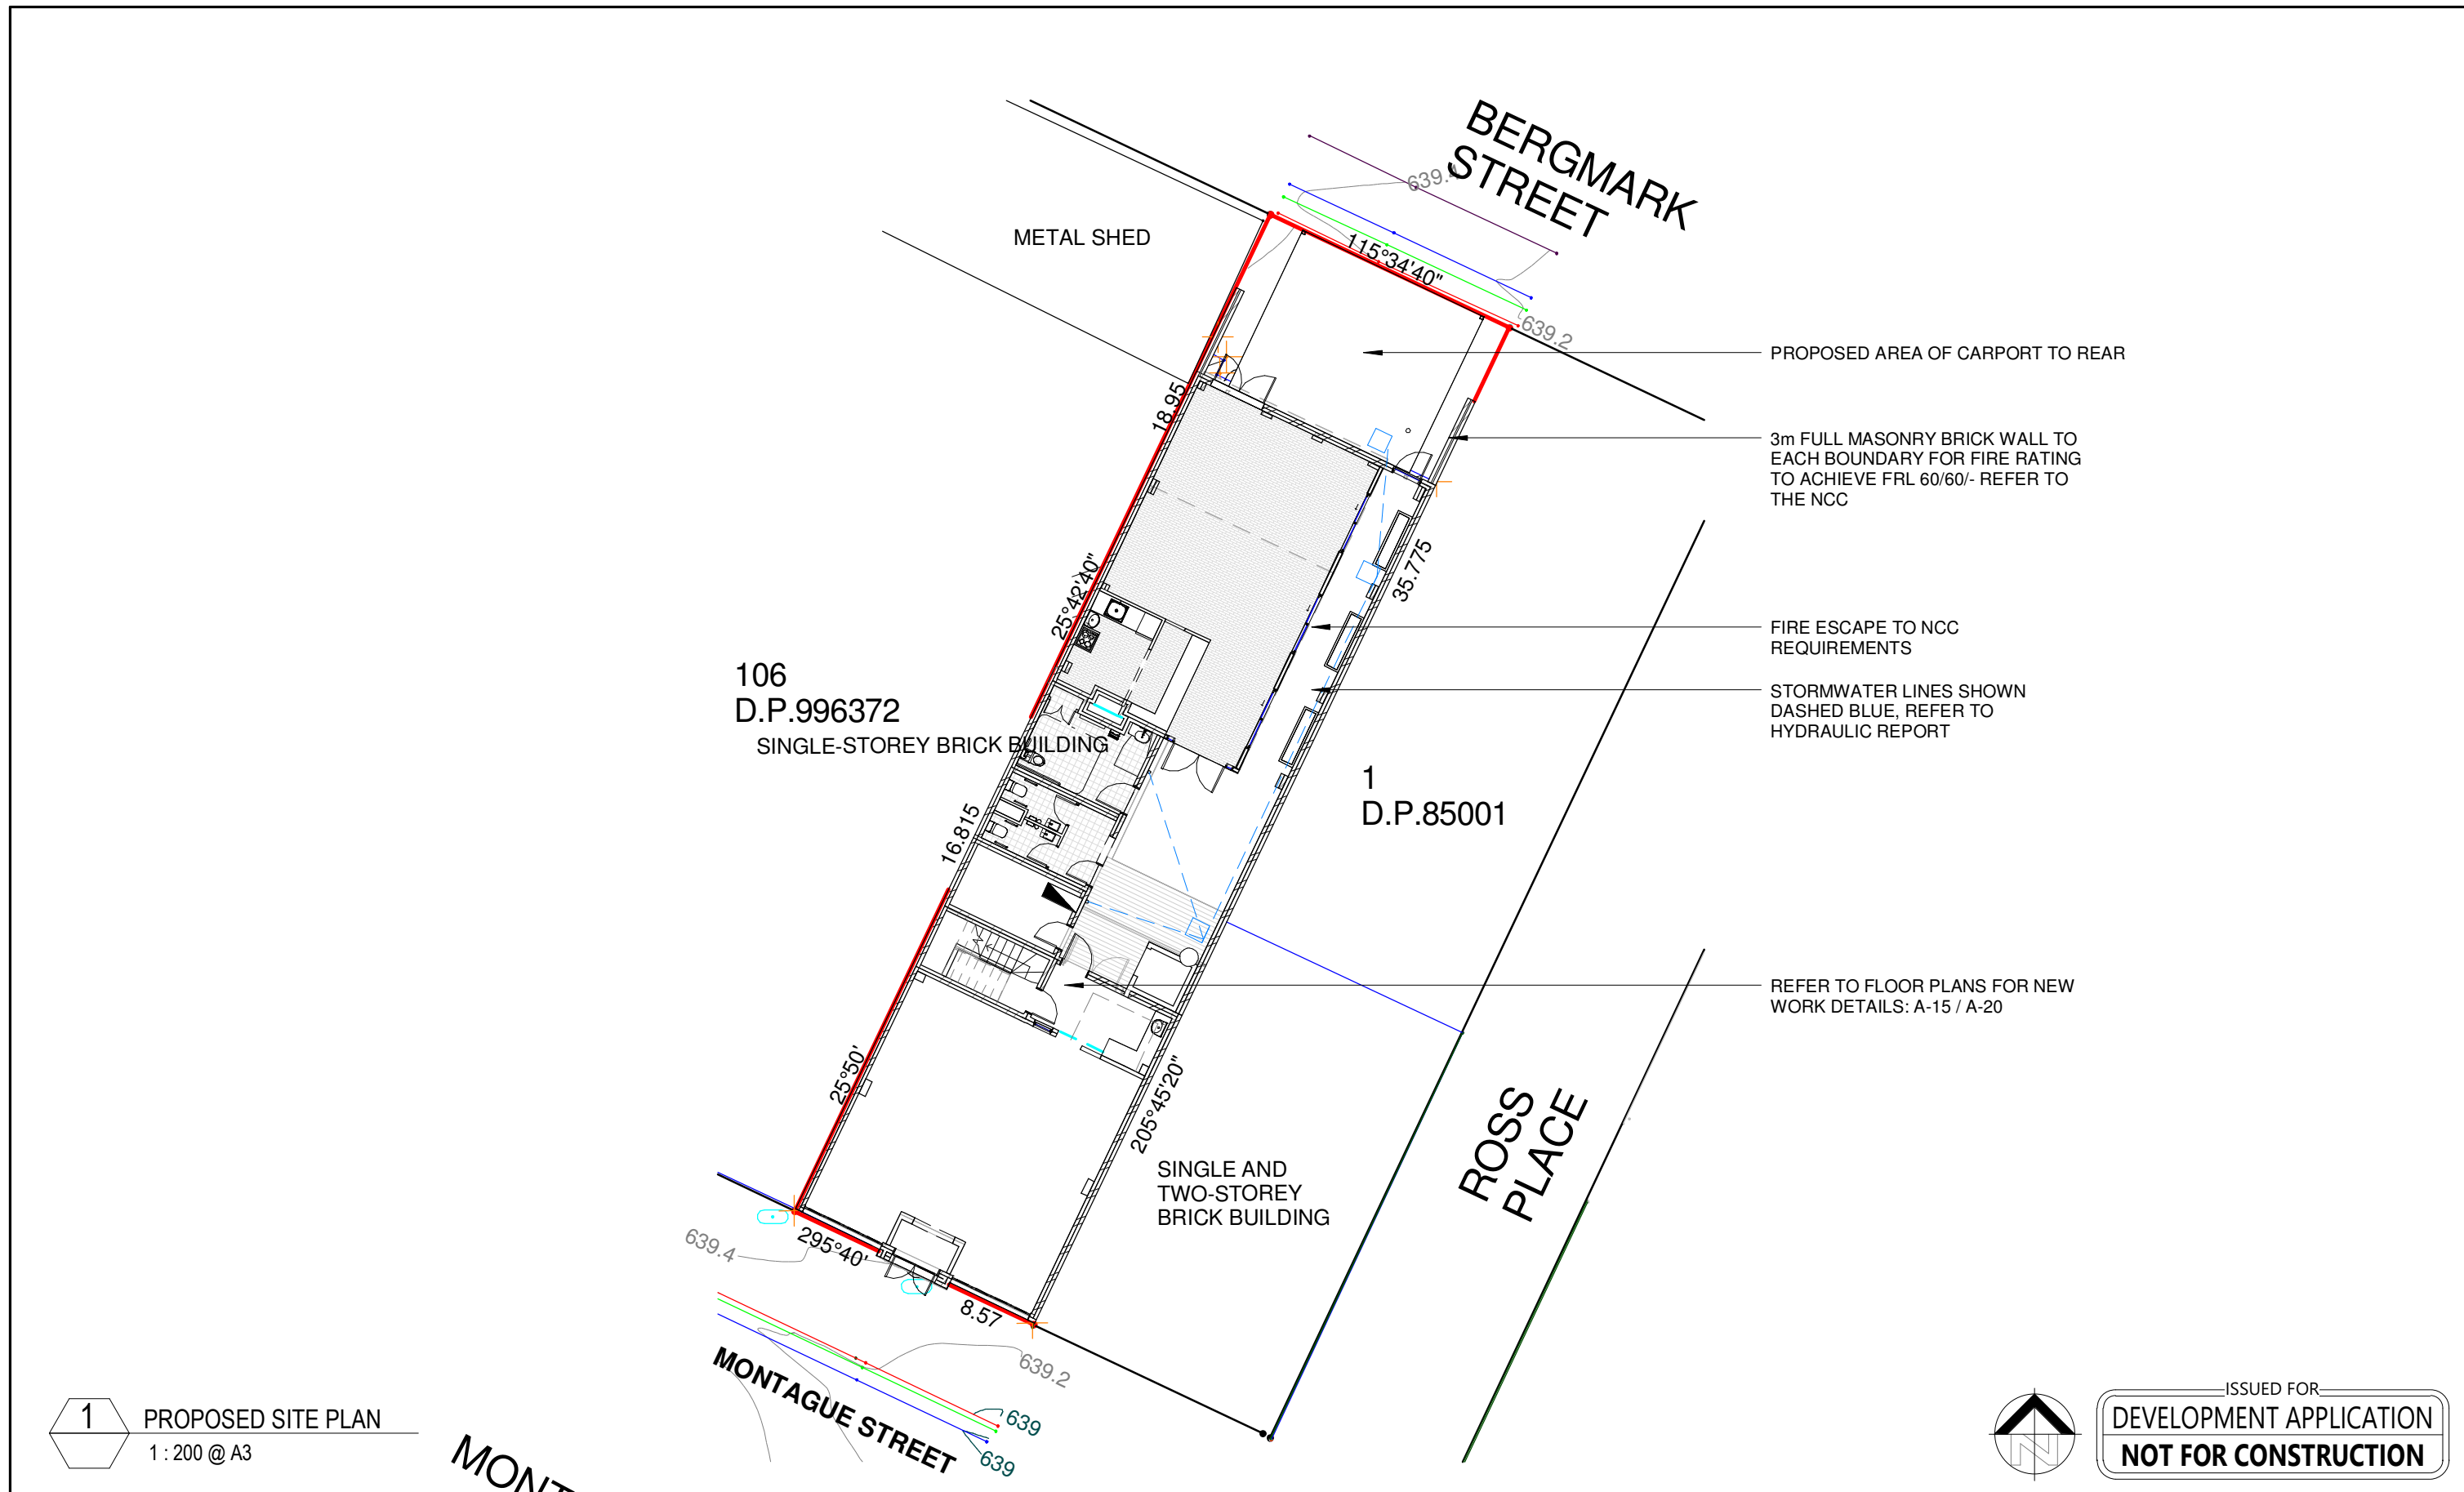 BERGMARK
STREET
639.4
METAL SHED
115°34'40"
639.2
PROPOSED AREA OF CARPORT TO REAR
18.95
3m FULL MASONRY BRICK WALL TO
EACH BOUNDARY FOR FIRE RATING
TO ACHIEVE FRL 60/60/- REFER TO
THE NCC
35.775
25°42'40"
FIRE ESCAPE TO NCC
REQUIREMENTS
106
D.P.996372
SINGLE-STOREY BRICK BUILDING
STORMWATER LINES SHOWN
DASHED BLUE, REFER TO
HYDRAULIC REPORT
1
D.P.85001
16.815
REFER TO FLOOR PLANS FOR NEW
WORK DETAILS: A-15 / A-20
25°50'
205°45'20"
ROSS
PLACE
SINGLE AND
TWO-STOREY
BRICK BUILDING
639.4
295°40'
8.57
639.2
MONTAGUE STREET
639
639
1
PROPOSED SITE PLAN
1 : 200 @ A3
MONT
N
ISSUED FOR
DEVELOPMENT APPLICATION
NOT FOR CONSTRUCTION